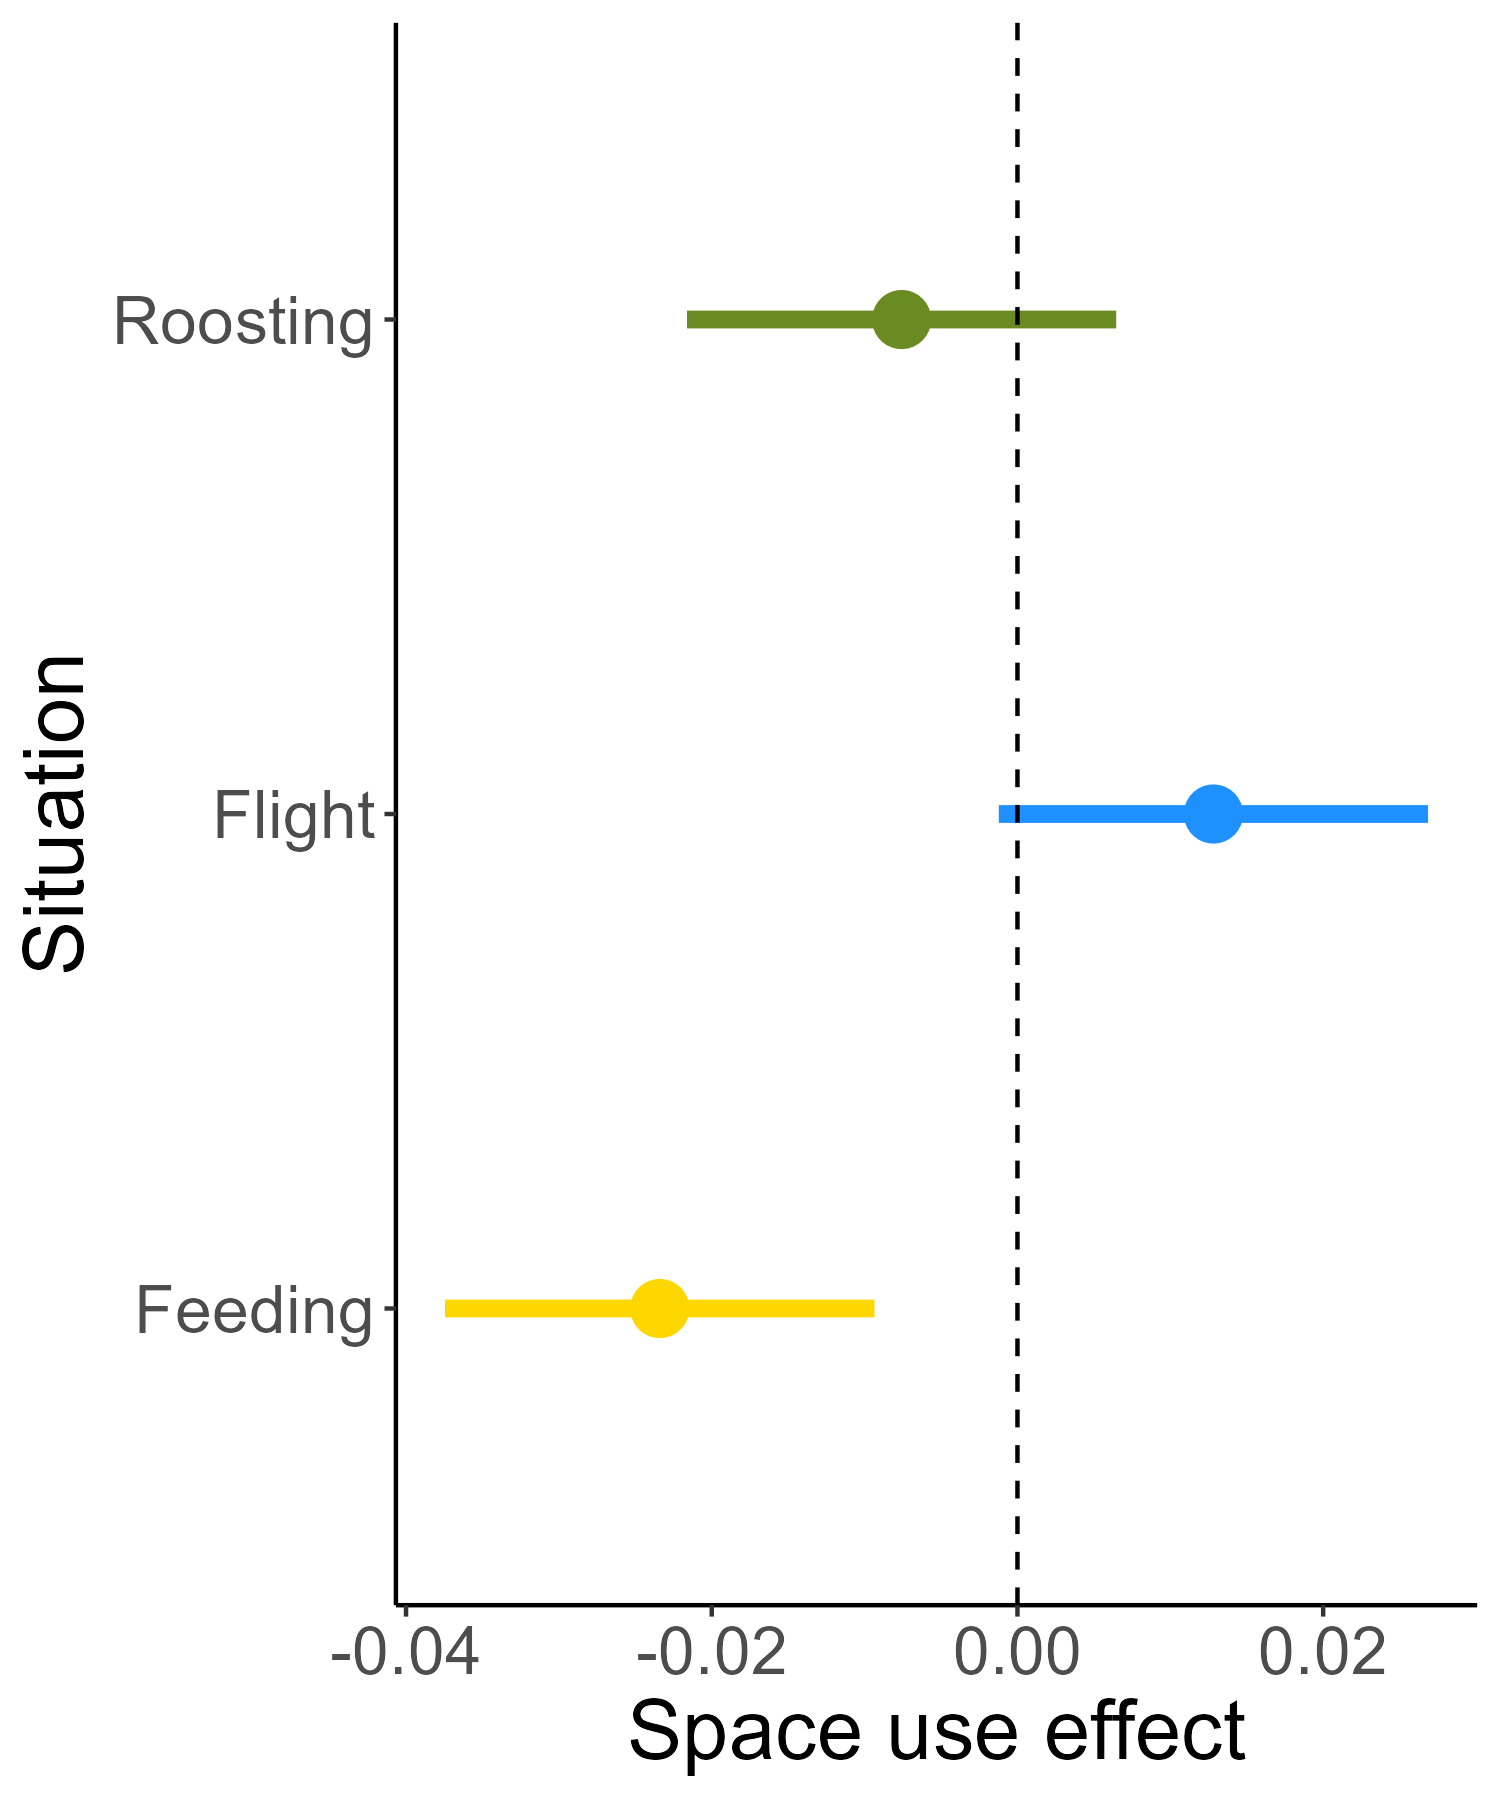 Situation
Roosting
Flight
Feeding
-0.04 -0.02 0.00 0.02
Space use effect